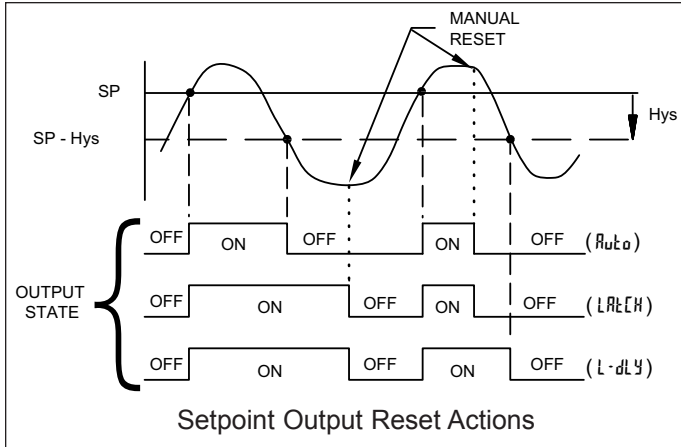 MANUAL
RESET
SP
Hys
SP - Hys
OFF ON OFF ON OFF (Auto)
OUTPUT
STATE
OFF ON OFF ON OFF (LAtCH)
OFF ON OFF ON OFF (L-dLY)
Setpoint Output Reset Actions